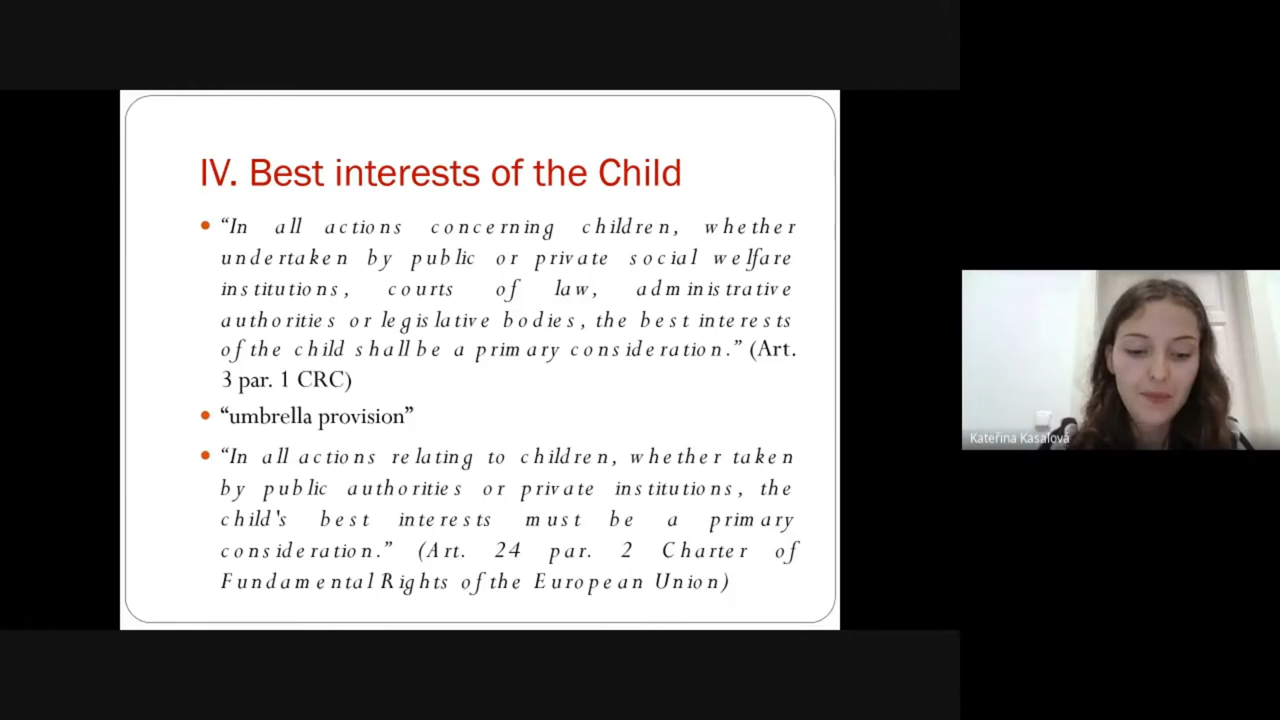 IV. Best interests of the Child
• “In all actions concerning children, whether
undertaken by public or private social welfare
institutions, courts of law, administrative
authorities or legislative bodies, the best interests
of the child shall be a primary consideration.” (Art.
3 par. 1 CRC)
• “umbrella provision”
• “In all actions relating to children, whether taken
by public authorities or private institutions, the
child's best interests must be a primary
consideration.” (Art. 24 par. 2 Charter of
Fundamental Rights of the European Union)
Kateřina Kasalová